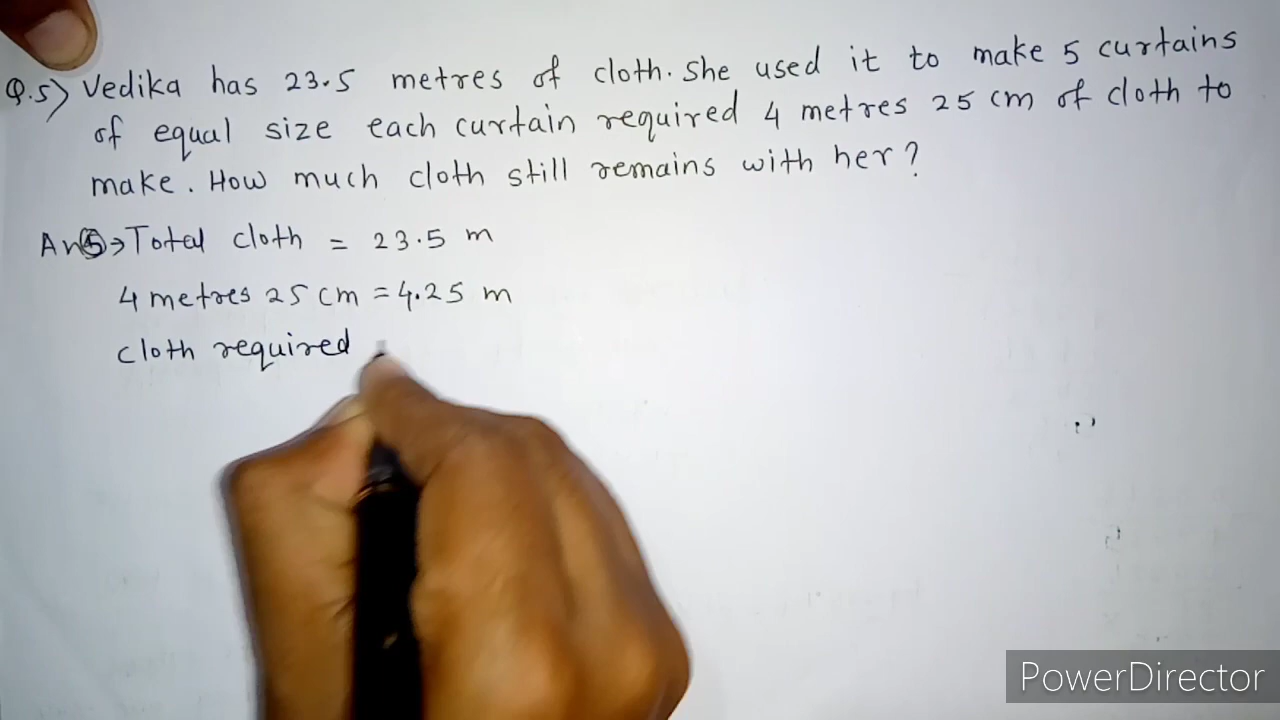 Q.5) Vedika has 23.5 metres of cloth. She used it to make 5 curtains
of equal size each curtain required 4 metres 25 cm of cloth to
make. How much cloth still remains with her?
Ans5→ Total cloth = 23.5 m
4 metres 25 cm = 4.25 m
cloth required
PowerDirector